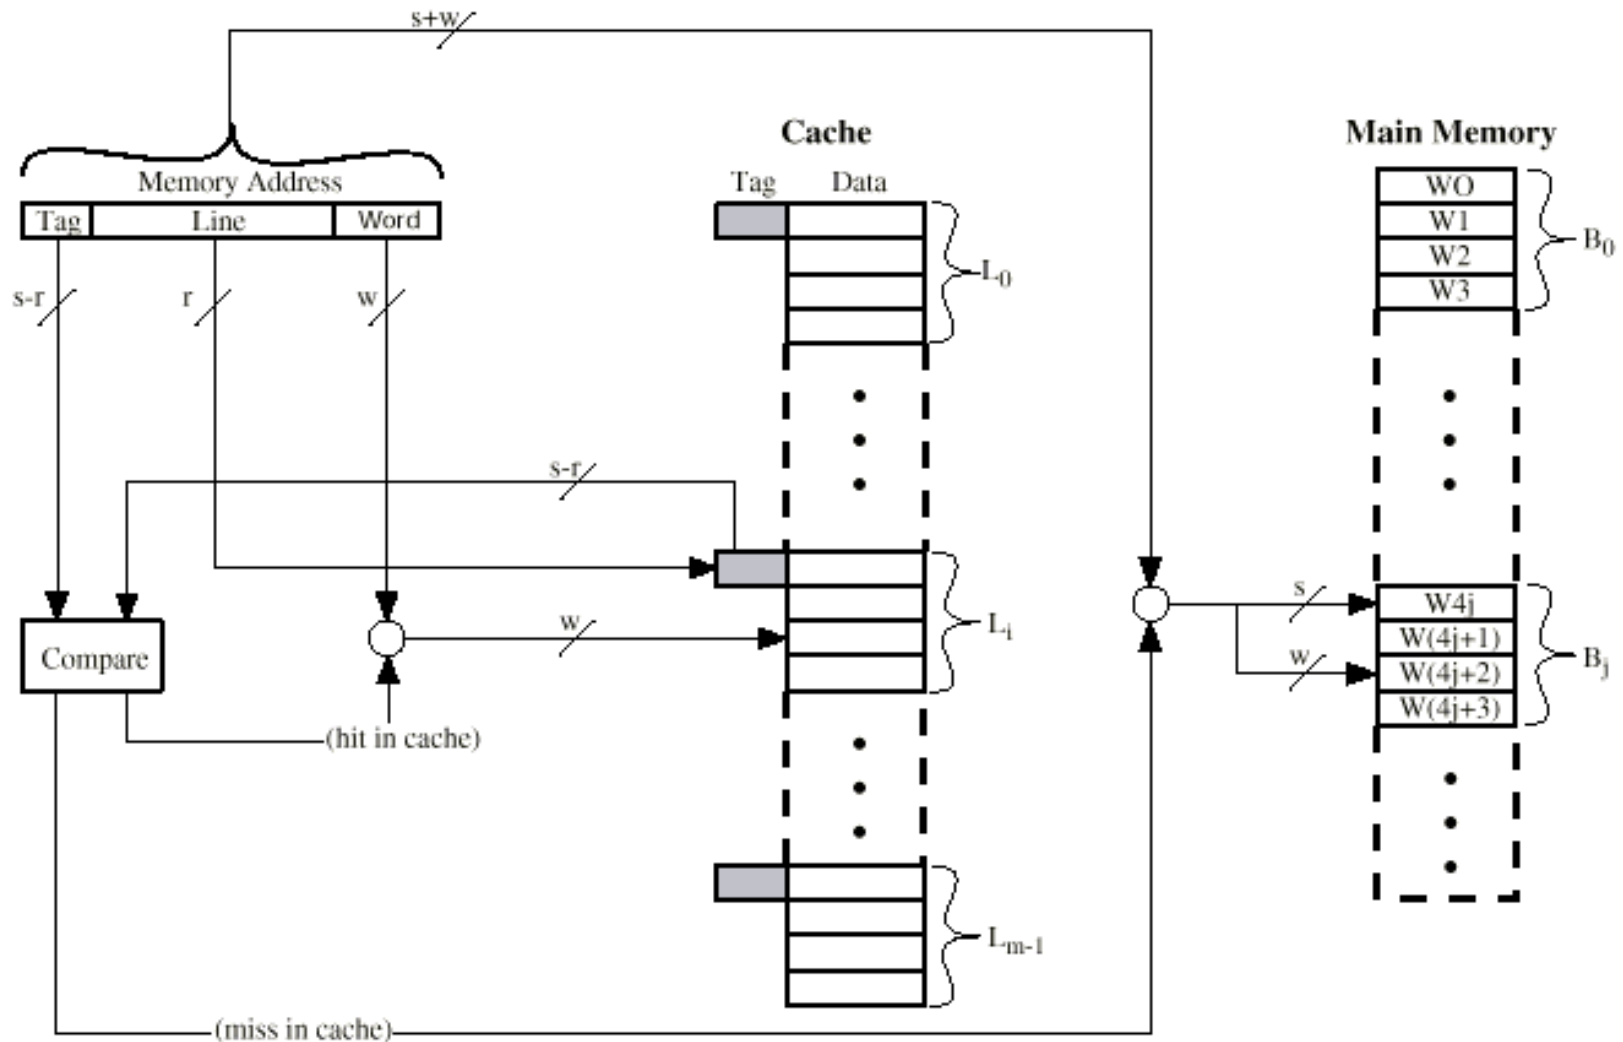 s+w
Cache
Main Memory
Memory Address
Tag Data
Tag Line Word
WO
W1
W2
W3
B0
L0
s-r
r
w
s-r
Compare
w
Li
s
w
W4j
W(4j+1)
W(4j+2)
W(4j+3)
Bj
(hit in cache)
Lm-1
(miss in cache)